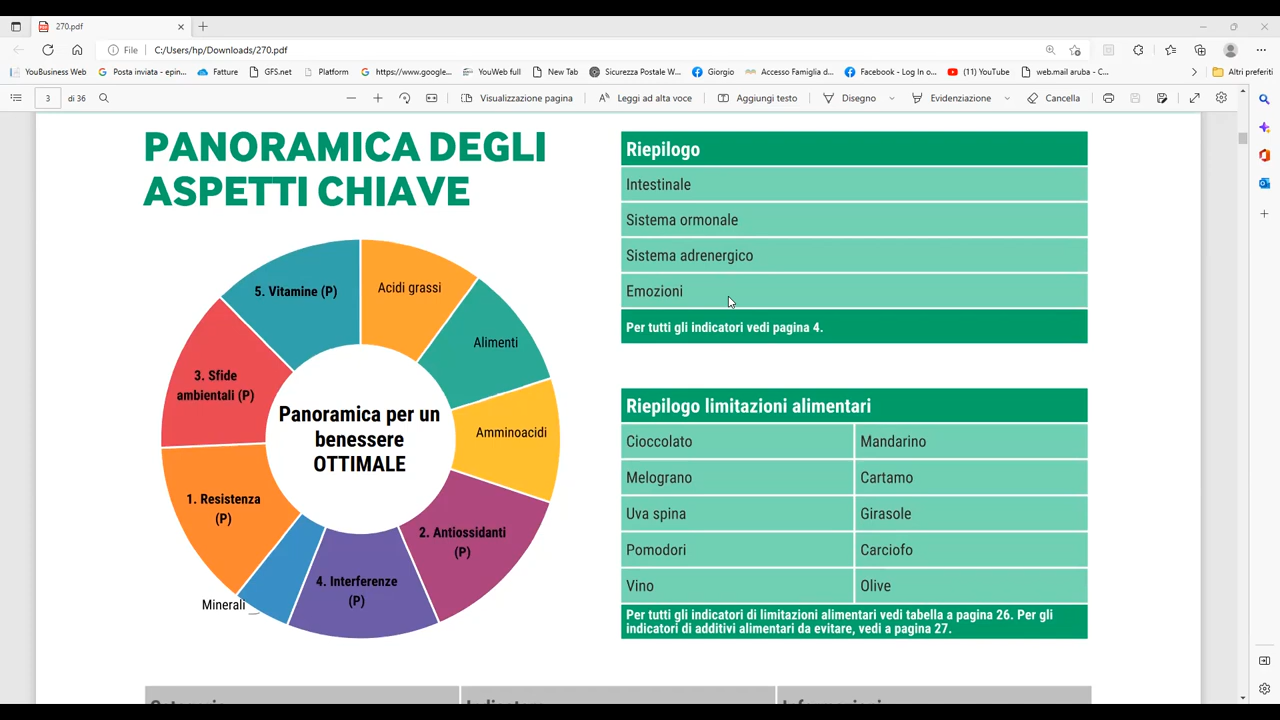 270.pdf
File
C:/Users/hp/Downloads/270.pdf
YouBusiness Web
Posta inviata - epin...
Fatture
GFS.net
Platform
https://www.google...
YouWeb full
New Tab
Sicurezza Postale W...
Giorgio
Accesso Famiglia d...
Facebook - Log In o...
(11) YouTube
web.mail aruba - C...
Altri preferiti
3 di 36
Visualizzazione pagina
Leggi ad alta voce
Aggiungi testo
Disegno
Evidenziazione
Cancella
PANORAMICA DEGLI
ASPETTI CHIAVE
5. Vitamine (P)
Acidi grassi
Alimenti
3. Sfide
ambientali (P)
Panoramica per un
benessere
OTTIMALE
Amminoacidi
1. Resistenza
(P)
2. Antiossidanti
(P)
4. Interferenze
(P)
Minerali
Riepilogo
Intestinale
Sistema ormonale
Sistema adrenergico
Emozioni
Per tutti gli indicatori vedi pagina 4.
Riepilogo limitazioni alimentari
Cioccolato Mandarino
Melograno Cartamo
Uva spina Girasole
Pomodori Carciofo
Vino Olive
Per tutti gli indicatori di limitazioni alimentari vedi tabella a pagina 26. Per gli
indicatori di additivi alimentari da evitare, vedi a pagina 27.